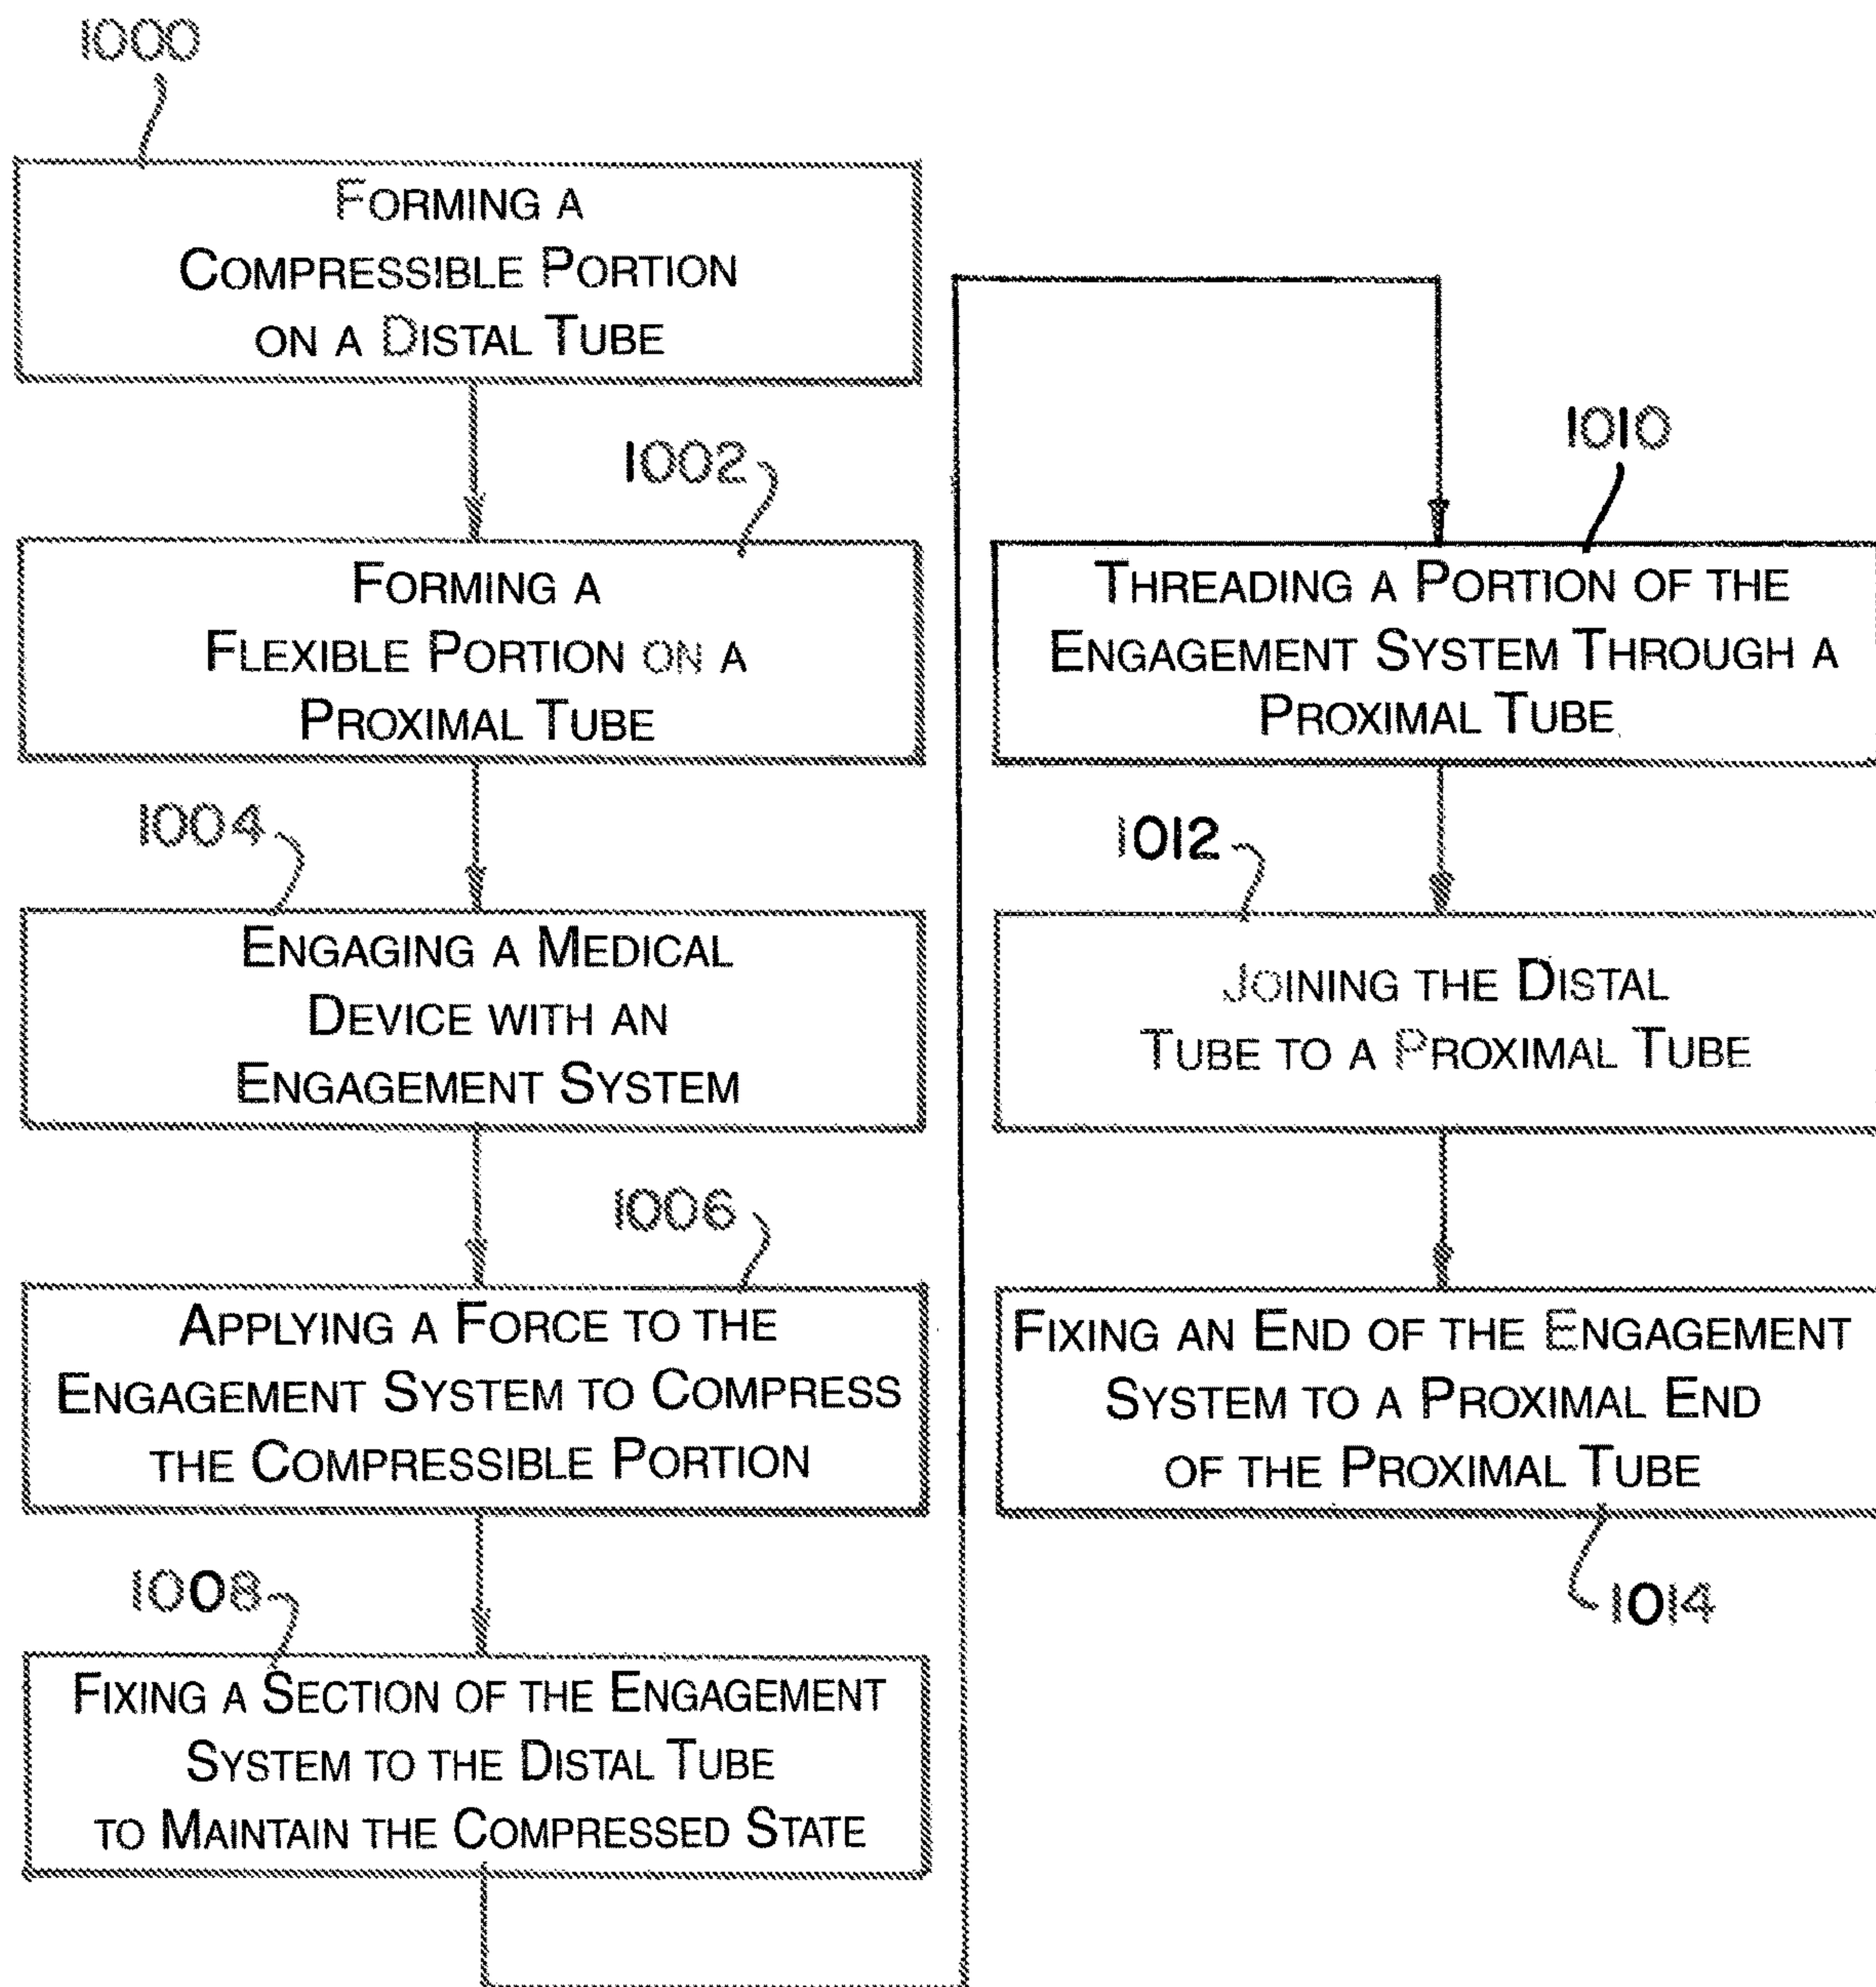 1000
FORMING A
COMPRESSIBLE PORTION
ON A DISTAL TUBE
1002
FORMING A
FLEXIBLE PORTION ON A
PROXIMAL TUBE
1004
ENGAGING A MEDICAL
DEVICE WITH AN
ENGAGEMENT SYSTEM
1006
APPLYING A FORCE TO THE
ENGAGEMENT SYSTEM TO COMPRESS
THE COMPRESSIBLE PORTION
1008
FIXING A SECTION OF THE ENGAGEMENT
SYSTEM TO THE DISTAL TUBE
TO MAINTAIN THE COMPRESSED STATE
1010
THREADING A PORTION OF THE
ENGAGEMENT SYSTEM THROUGH A
PROXIMAL TUBE
1012
JOINING THE DISTAL
TUBE TO A PROXIMAL TUBE
FIXING AN END OF THE ENGAGEMENT
SYSTEM TO A PROXIMAL END
OF THE PROXIMAL TUBE
1014